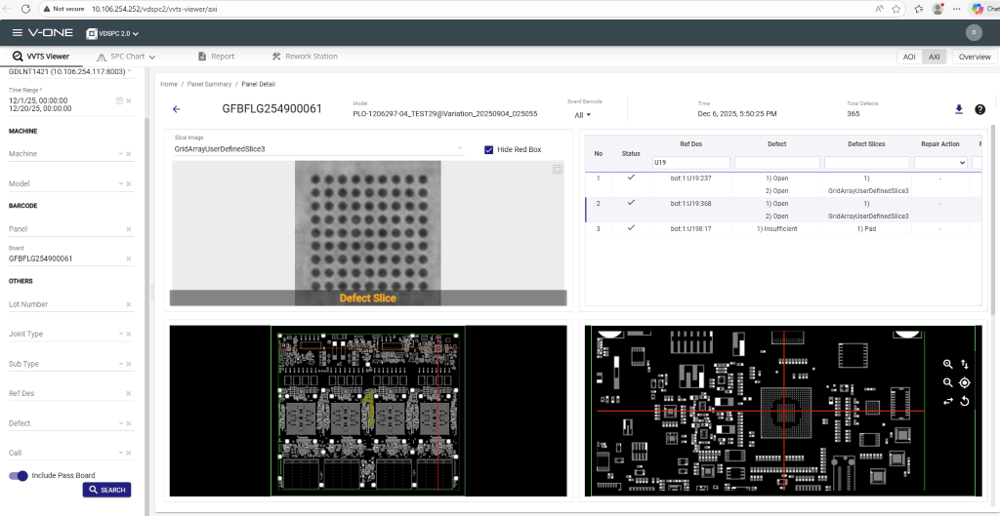 Not secure
10.106.254.252/vdspc2/vvts-viewer/axi
Chat
V-ONE
VDSPC 2.0
D
VVTS Viewer
SPC Chart
Report
Rework Station
AOI
AXI
Overview
GDLNT1421 (10.106.254.117:8003)
Time Range *
12/1/25, 00:00:00
12/20/25, 00:00:00
MACHINE
Machine
Model
BARCODE
Panel
Board
GFBFLG254900061
OTHERS
Lot Number
Joint Type
Sub Type
Ref Des
Defect
Call
Include Pass Board
SEARCH
Home / Panel Summary / Panel Detail
GFBFLG254900061
Model
PLO-1206297-04_TEST29@Variation_20250904_025055
Board Barcode
All
Time
Dec 6, 2025, 5:50:25 PM
Total Defects
365
Slice Image
GridArrayUserDefinedSlice3
Hide Red Box
Defect Slice
No Status Ref Des Defect Defect Slices Repair Action
U19
1 bot:1:U19:237 1) Open 1) -
2) Open GridArrayUserDefinedSlice3
2 bot:1:U19:368 1) Open 1) -
2) Open GridArrayUserDefinedSlice3
3 bot:1:U198:17 1) Insufficient 1) Pad -